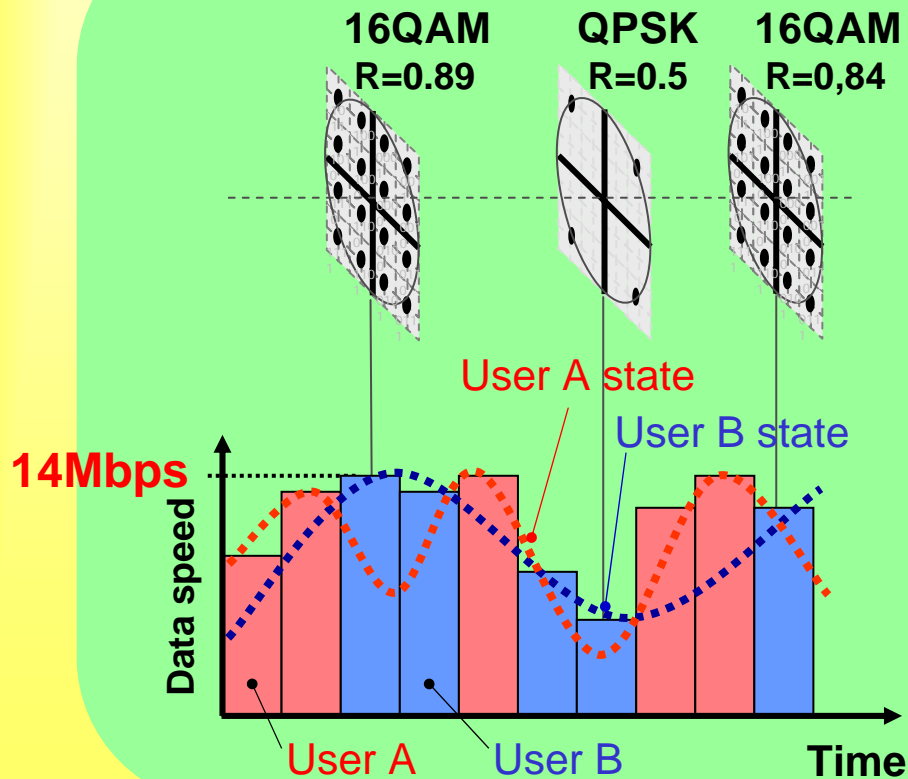 16QAM QPSK 16QAM
R=0.89 R=0.5 R=0,84
User A state
User B state
14Mbps
Data speed
User A User B Time